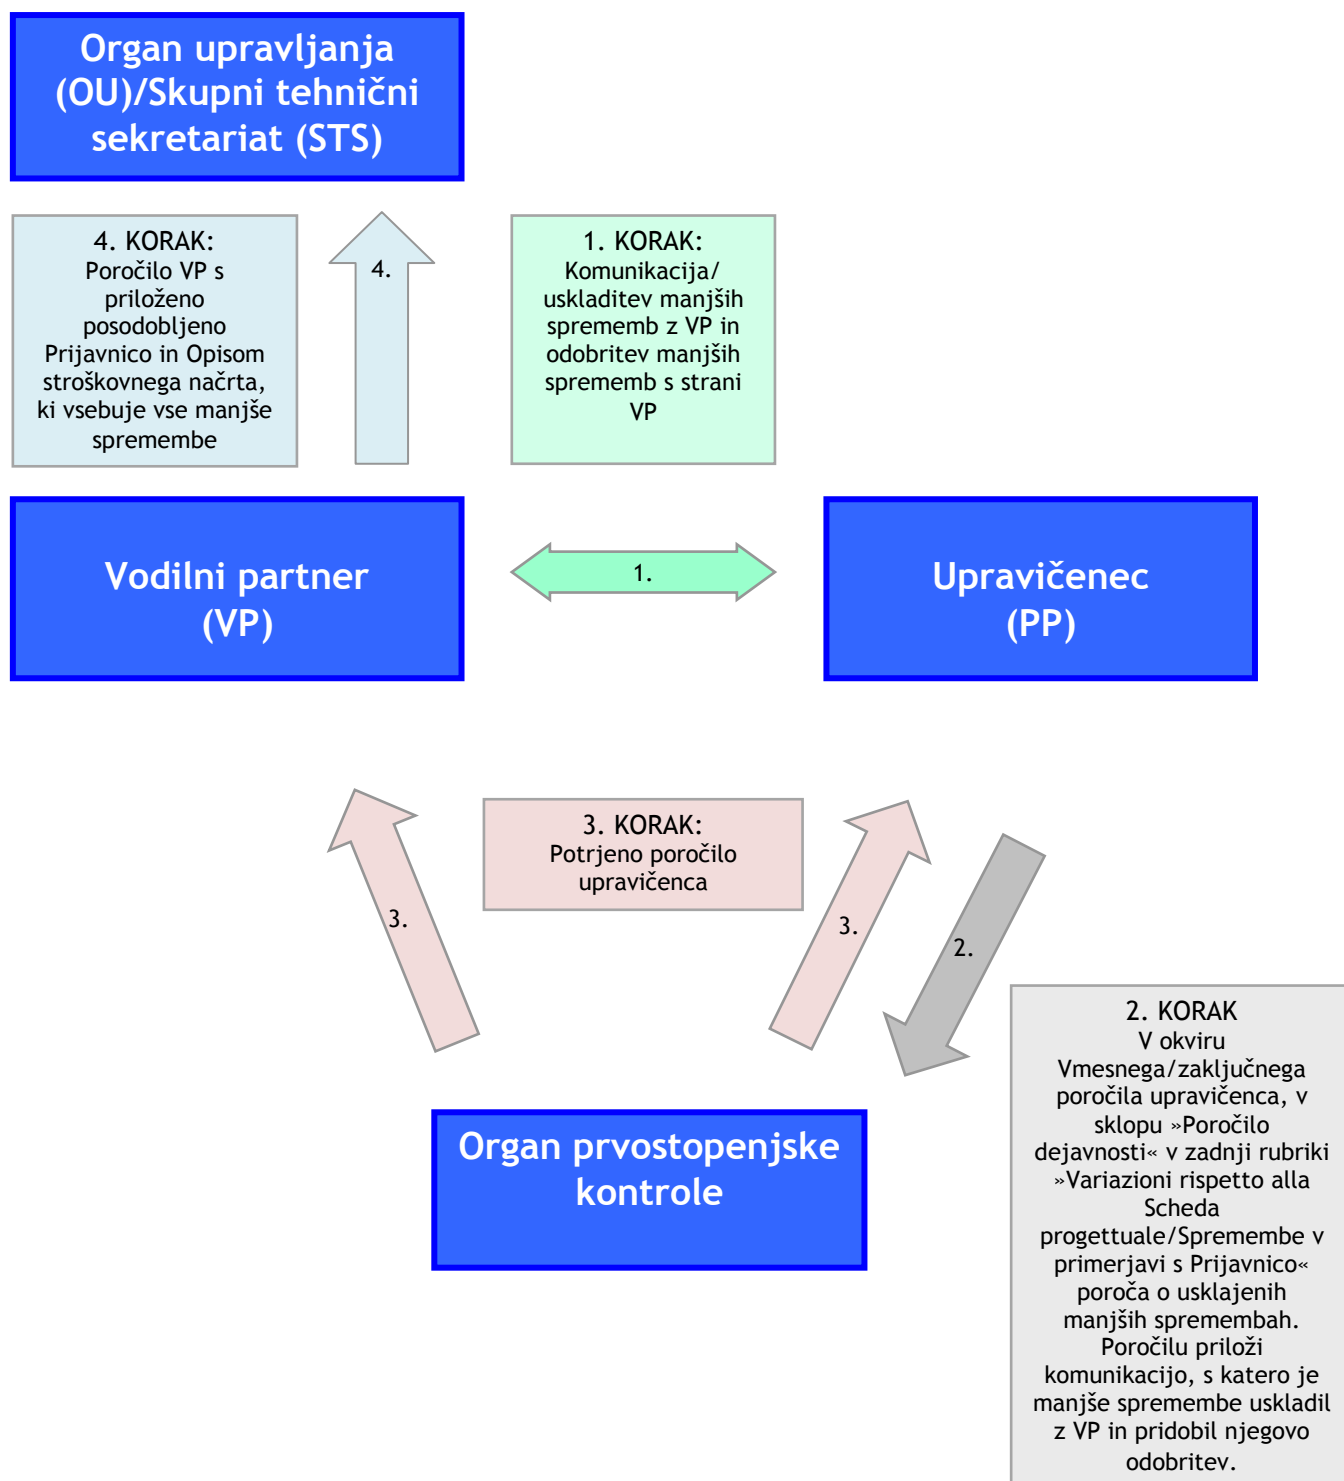 Organ upravljanja
(OU)/Skupni tehnični
sekretariat (STS)
4. KORAK:
Poročilo VP s
priloženo
posodobljeno
Prijavnico in Opisom
stroškovnega načrta,
ki vsebuje vse manjše
spremembe
4.
1. KORAK:
Komunikacija/
uskladitev manjših
sprememb z VP in
odobritev manjših
sprememb s strani
VP
Vodilni partner
(VP)
1.
Upravičenec
(PP)
3. KORAK:
Potrjeno poročilo
upravičenca
3.
3.
2.
2. KORAK
V okviru
Vmesnega/zaključnega
poročila upravičenca, v
sklopu »Poročilo
dejavnosti« v zadnji rubriki
»Variazioni rispetto alla
Scheda
progettuale/Spremembe v
primerjavi s Prijavnico«
poroča o usklajenih
manjših spremembah.
Poročilu priloži
komunikacijo, s katero je
manjše spremembe uskladil
z VP in pridobil njegovo
odobritev.
Organ prvostopenjske
kontrole